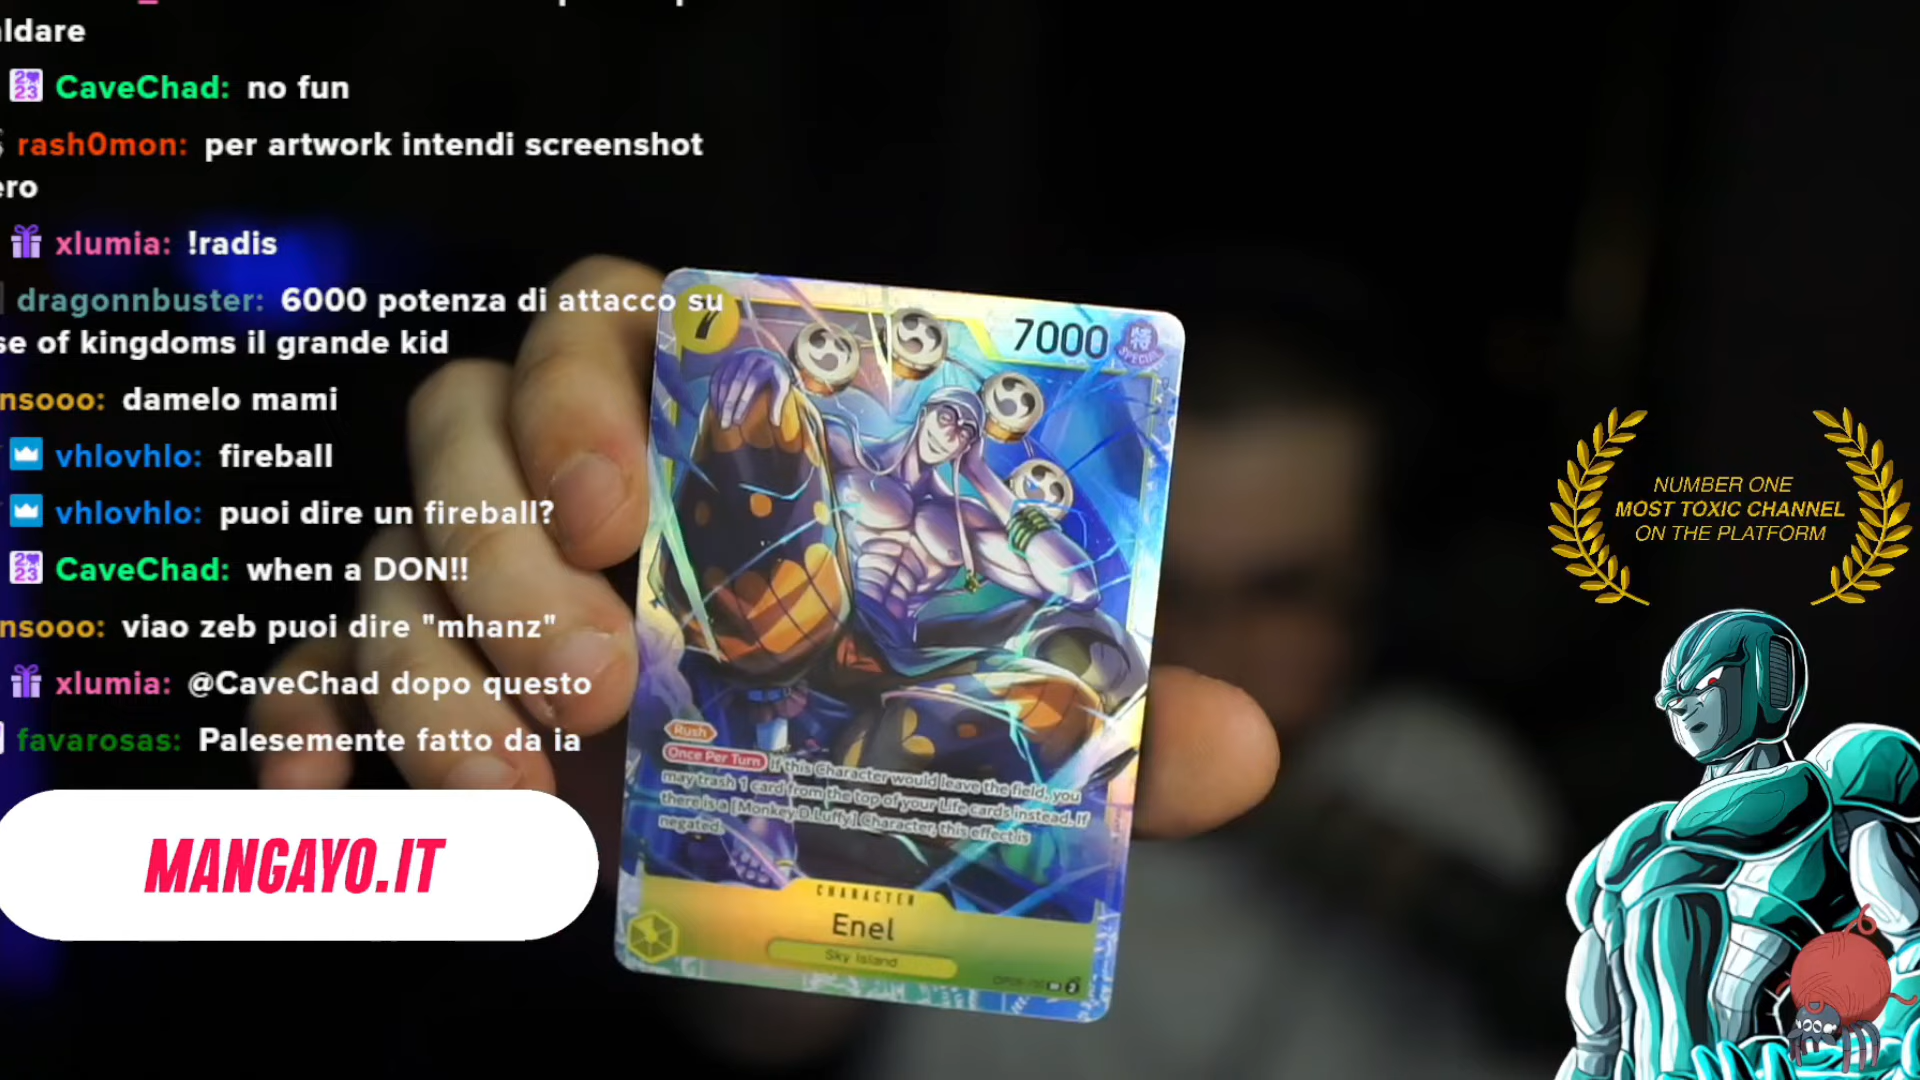 ldare
CaveChad: no fun
rash0mon: per artwork intendi screenshot
ero
xlumia: !radis
dragonnbuster: 6000 potenza di attacco su
se of kingdoms il grande kid
nsooo: damelo mami
vhlovhlo: fireball
vhlovhlo: puoi dire un fireball?
CaveChad: when a DON!!
nsooo: viao zeb puoi dire "mhanz"
xlumia: @CaveChad dopo questo
favarosas: Palesemente fatto da ia
MANGAYO.IT
7
7000
特
SPECIAL
Rush
Once Per Turn If this Character would leave the field, you
may trash 1 card from the top of your Life cards instead. If
there is a [Monkey.D.Luffy] Character, this effect is
negated.
CHARACTER
Enel
Sky Island
NUMBER ONE
MOST TOXIC CHANNEL
ON THE PLATFORM